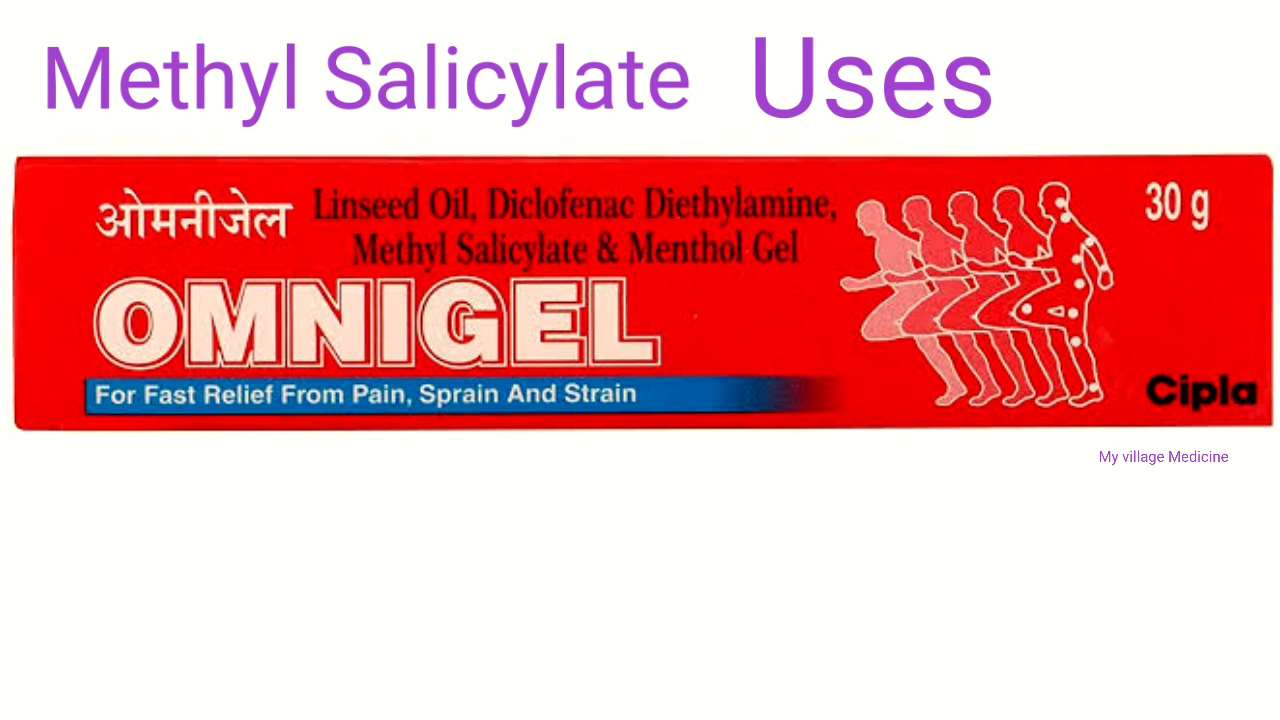 Methyl Salicylate Uses
ओमनीजेल
Linseed Oil, Diclofenac Diethylamine,
Methyl Salicylate & Menthol Gel
30 g
OMNIGEL
For Fast Relief From Pain, Sprain And Strain
Cipla
My village Medicine